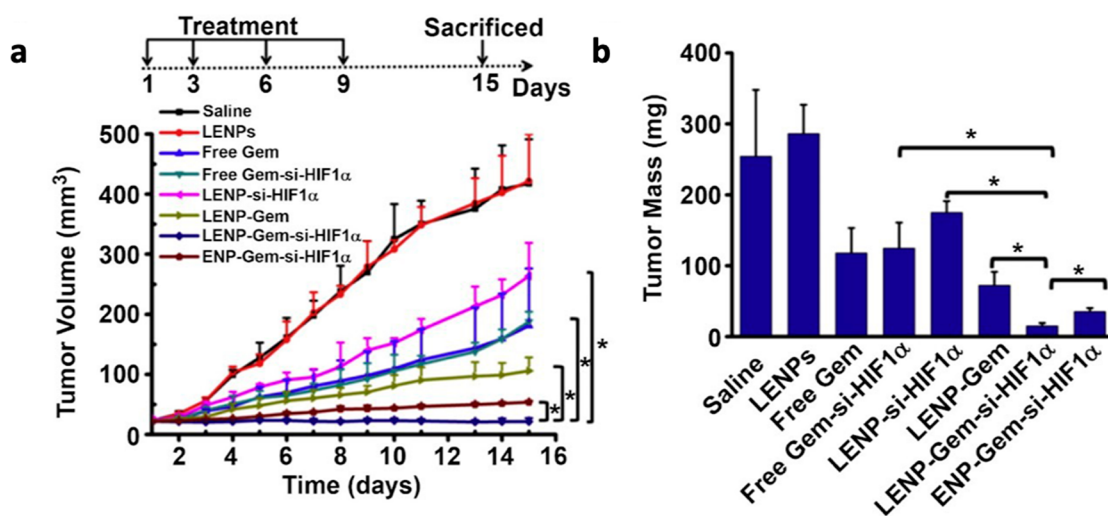 a
Treatment
Sacrificed
1 3 6 9 15 Days
Saline
LENPs
Free Gem
Free Gem-si-HIF1α
LENP-si-HIF1α
LENP-Gem
LENP-Gem-si-HIF1α
ENP-Gem-si-HIF1α
Tumor Volume (mm³)
500
400
300
200
100
0
2 4 6 8 10 12 14 16
Time (days)
*
*
*
*
b
Tumor Mass (mg)
400
300
200
100
0
*
*
*
*
Saline
LENPs
Free Gem
Free Gem-si-HIF1α
LENP-si-HIF1α
LENP-Gem
LENP-Gem-si-HIF1α
ENP-Gem-si-HIF1α